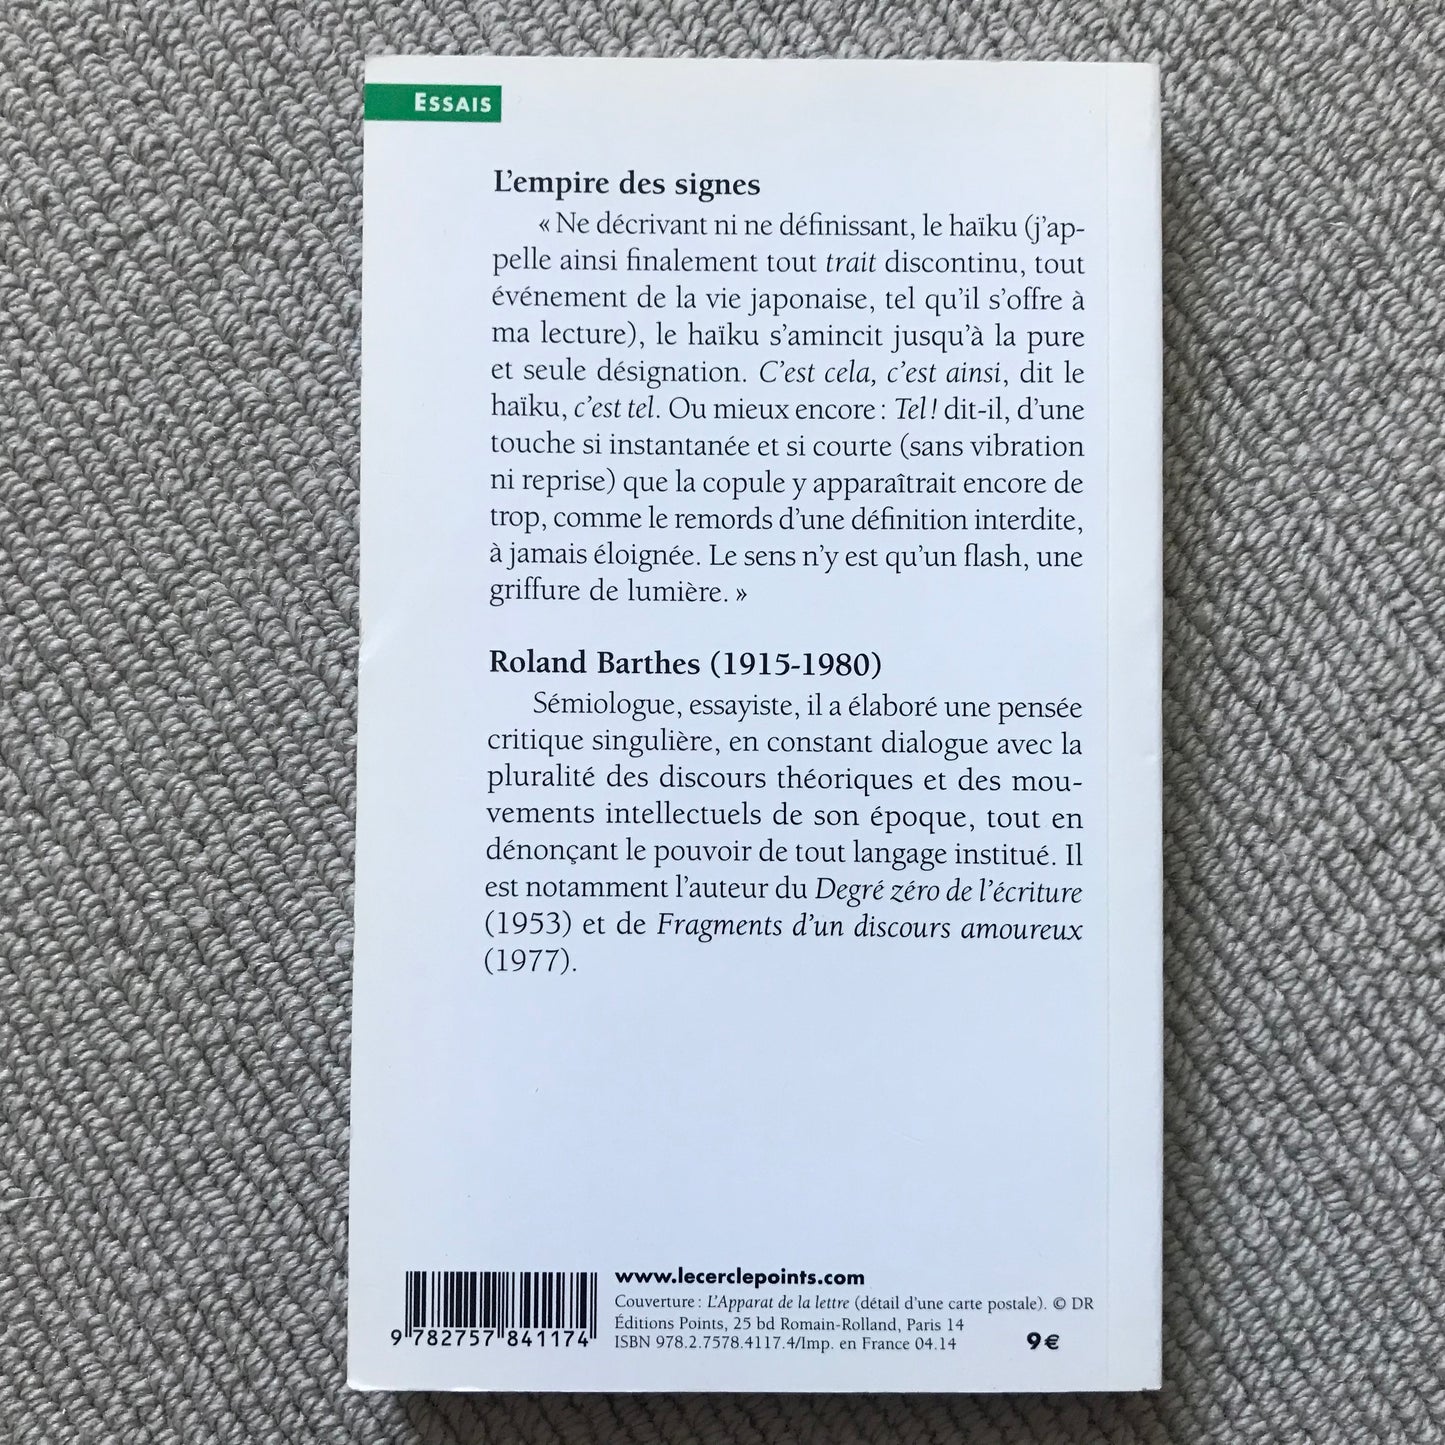 ESSAIS
L'empire des signes
« Ne décrivant ni ne définissant, le haïku (j'ap-
pelle ainsi finalement tout trait discontinu, tout
événement de la vie japonaise, tel qu'il s'offre à
ma lecture), le haïku s'amincit jusqu'à la pure
et seule désignation. C'est cela, c'est ainsi, dit le
haïku, c'est tel. Ou mieux encore : Tel ! dit-il, d'une
touche si instantanée et si courte (sans vibration
ni reprise) que la copule y apparaîtrait encore de
trop, comme le remords d'une définition interdite,
à jamais éloignée. Le sens n'y est qu'un flash, une
griffure de lumière. »
Roland Barthes (1915-1980)
Sémiologue, essayiste, il a élaboré une pensée
critique singulière, en constant dialogue avec la
pluralité des discours théoriques et des mou-
vements intellectuels de son époque, tout en
dénonçant le pouvoir de tout langage institué. Il
est notamment l'auteur du Degré zéro de l'écriture
(1953) et de Fragments d'un discours amoureux
(1977).
www.lecerclepoints.com
Couverture : L'Apparat de la lettre (détail d'une carte postale). © DR
Éditions Points, 25 bd Romain-Rolland, Paris 14
ISBN 978.2.7578.4117.4/Imp. en France 04.14
9 €
9 782757 841174